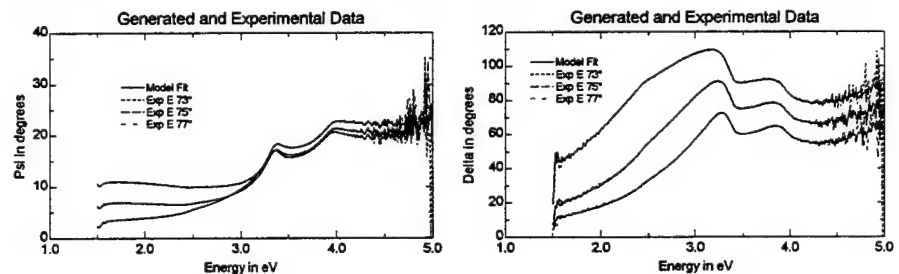 Generated and Experimental Data
40
30
20
10
0
Psi in degrees
Model Fit
Exp E 73°
Exp E 75°
Exp E 77°
1.0 2.0 3.0 4.0 5.0
Energy in eV
Generated and Experimental Data
120
100
80
60
40
20
0
Delta in degrees
Model Fit
Exp E 73°
Exp E 75°
Exp E 77°
1.0 2.0 3.0 4.0 5.0
Energy in eV